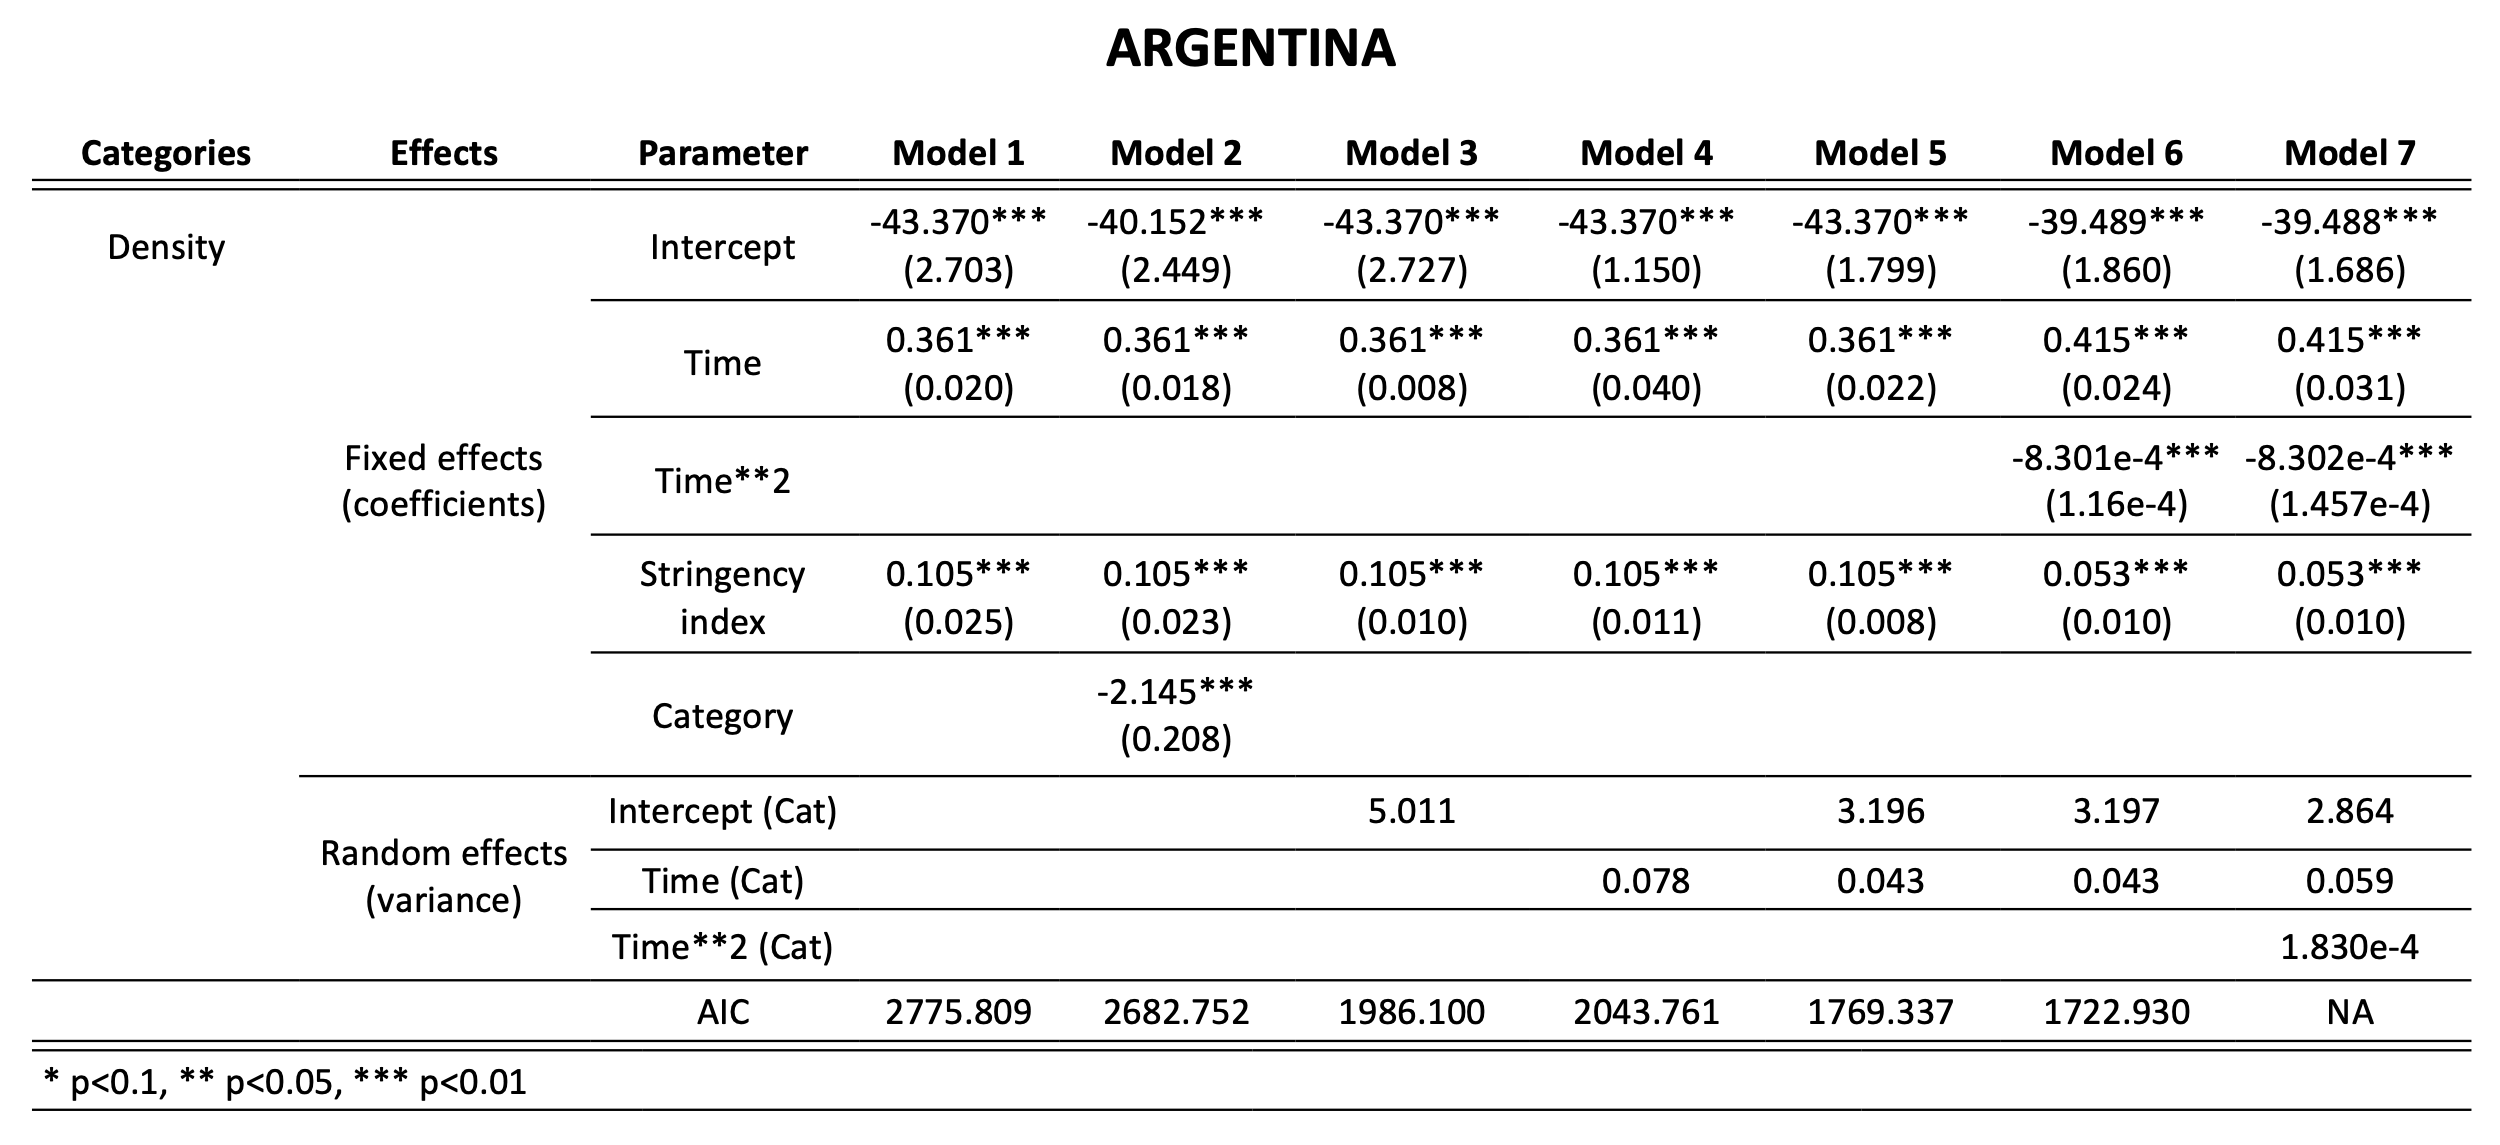 ARGENTINA
Categories Effects Parameter Model 1 Model 2 Model 3 Model 4 Model 5 Model 6 Model 7
Density Intercept -43.370*** -40.152*** -43.370*** -43.370*** -43.370*** -39.489*** -39.488***
(2.703) (2.449) (2.727) (1.150) (1.799) (1.860) (1.686)
Time 0.361*** 0.361*** 0.361*** 0.361*** 0.361*** 0.415*** 0.415***
(0.020) (0.018) (0.008) (0.040) (0.022) (0.024) (0.031)
Fixed effects Time**2 -8.301e-4*** -8.302e-4***
(coefficients) (1.16e-4) (1.457e-4)
Stringency 0.105*** 0.105*** 0.105*** 0.105*** 0.105*** 0.053*** 0.053***
index (0.025) (0.023) (0.010) (0.011) (0.008) (0.010) (0.010)
Category -2.145***
(0.208)
Intercept (Cat) 5.011 3.196 3.197 2.864
Random effects Time (Cat) 0.078 0.043 0.043 0.059
(variance)
Time**2 (Cat) 1.830e-4
AIC 2775.809 2682.752 1986.100 2043.761 1769.337 1722.930 NA
* p<0.1, ** p<0.05, *** p<0.01